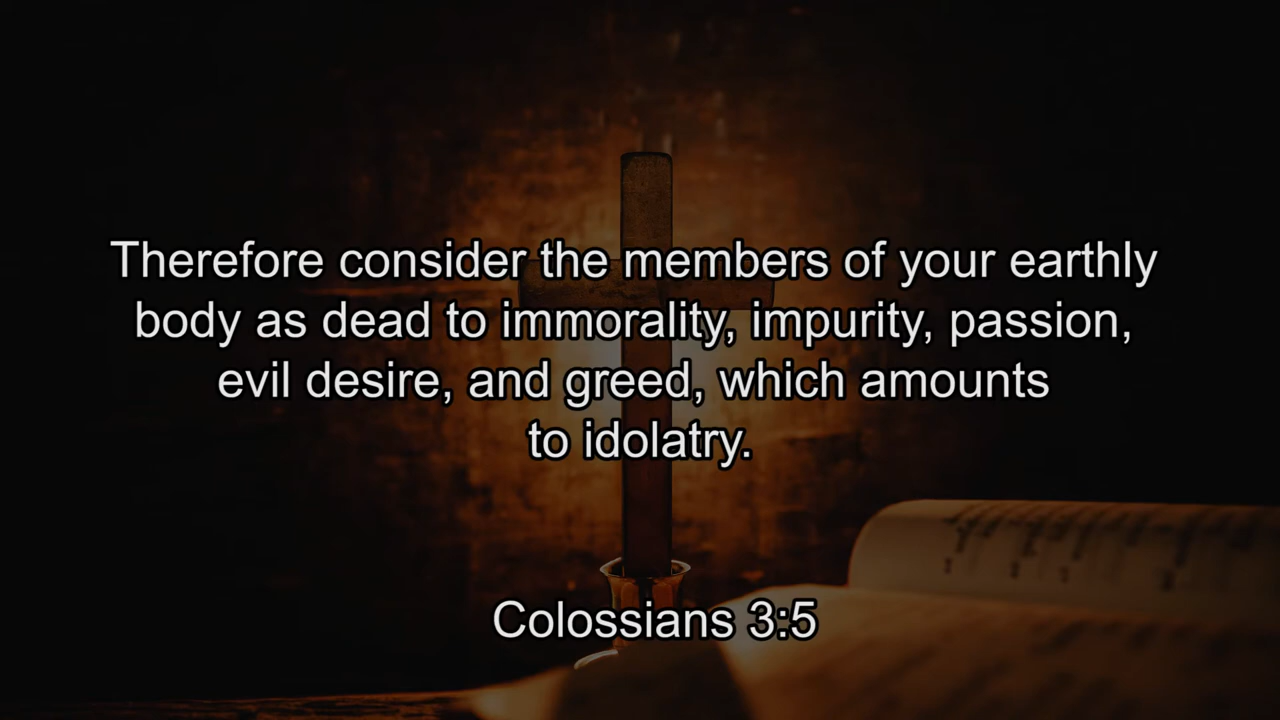 Therefore consider the members of your earthly
body as dead to immorality, impurity, passion,
evil desire, and greed, which amounts
to idolatry.
Colossians 3:5